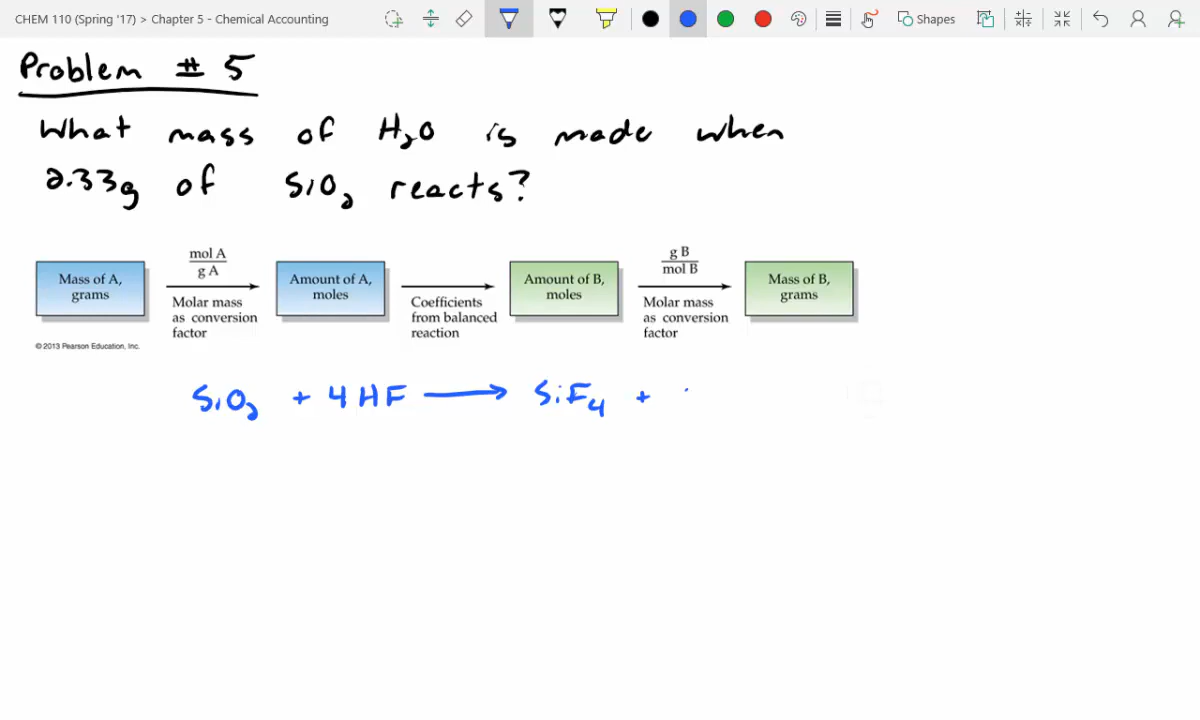 CHEM 110 (Spring '17) > Chapter 5 - Chemical Accounting
Shapes
Problem # 5
What mass of H₂O is made when
2.33g of SiO₂ reacts?
Mass of A,
grams
mol A
g A
Molar mass
as conversion
factor
Amount of A,
moles
Coefficients
from balanced
reaction
Amount of B,
moles
g B
mol B
Molar mass
as conversion
factor
Mass of B,
grams
© 2013 Pearson Education, Inc.
SiO₂ + 4 HF ⟶ SiF₄ +